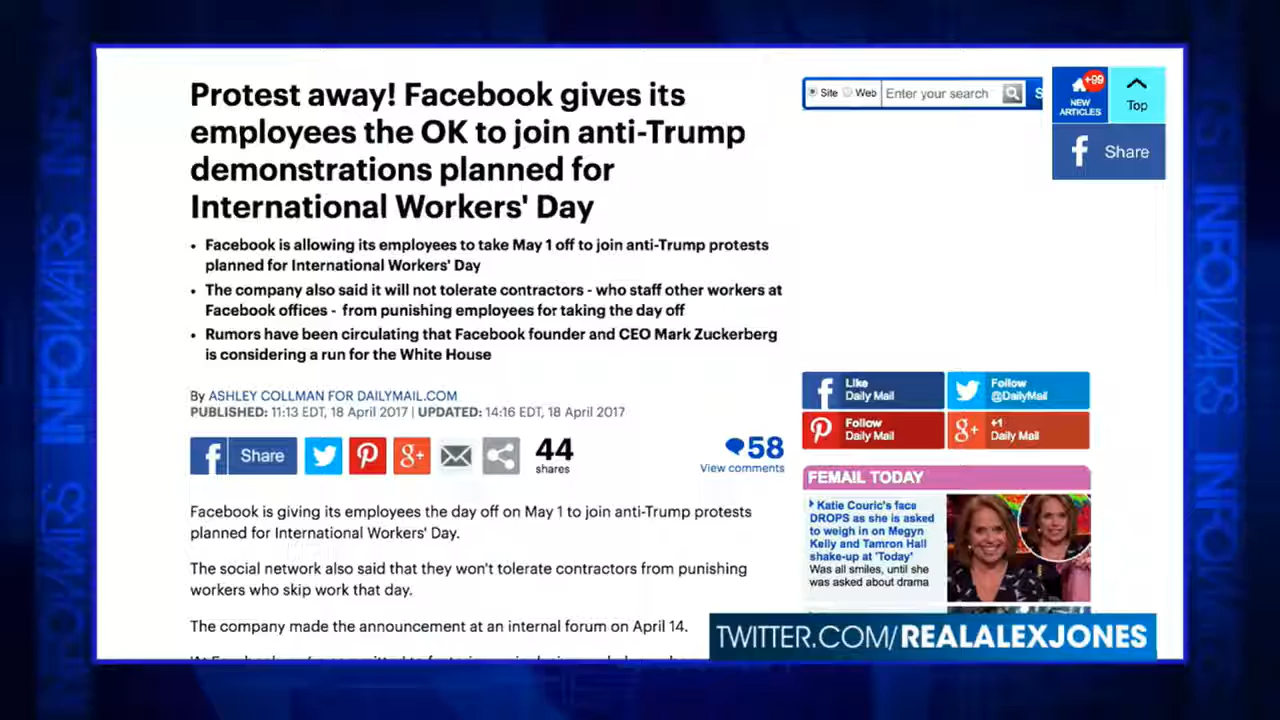 Protest away! Facebook gives its
employees the OK to join anti-Trump
demonstrations planned for
International Workers' Day
• Facebook is allowing its employees to take May 1 off to join anti-Trump protests
planned for International Workers' Day
• The company also said it will not tolerate contractors - who staff other workers at
Facebook offices - from punishing employees for taking the day off
• Rumors have been circulating that Facebook founder and CEO Mark Zuckerberg
is considering a run for the White House
By ASHLEY COLLMAN FOR DAILYMAIL.COM
PUBLISHED: 11:13 EDT, 18 April 2017 | UPDATED: 14:16 EDT, 18 April 2017
Share
44
shares
58
View comments
Facebook is giving its employees the day off on May 1 to join anti-Trump protests
planned for International Workers' Day.
The social network also said that they won't tolerate contractors from punishing
workers who skip work that day.
The company made the announcement at an internal forum on April 14.
Site Web Enter your search S
+99
NEW
ARTICLES
Top
Share
Like
Daily Mail
Follow
@DailyMail
Follow
Daily Mail
+1
Daily Mail
FEMAIL TODAY
Katie Couric's face
DROPS as she is asked
to weigh in on Megyn
Kelly and Tamron Hall
shake-up at 'Today'
Was all smiles, until she
was asked about drama
TWITTER.COM/REALALEXJONES
INFOWARS
INFOWARS